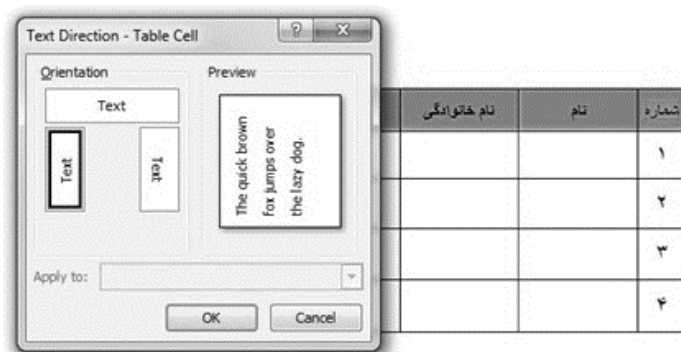 Text Direction - Table Cell
Orientation
Text
Text
Text
Preview
The quick brown
fox jumps over
the lazy dog.
Apply to:
OK
Cancel
شماره نام نام خانوادگی
۱
۲
۳
۴